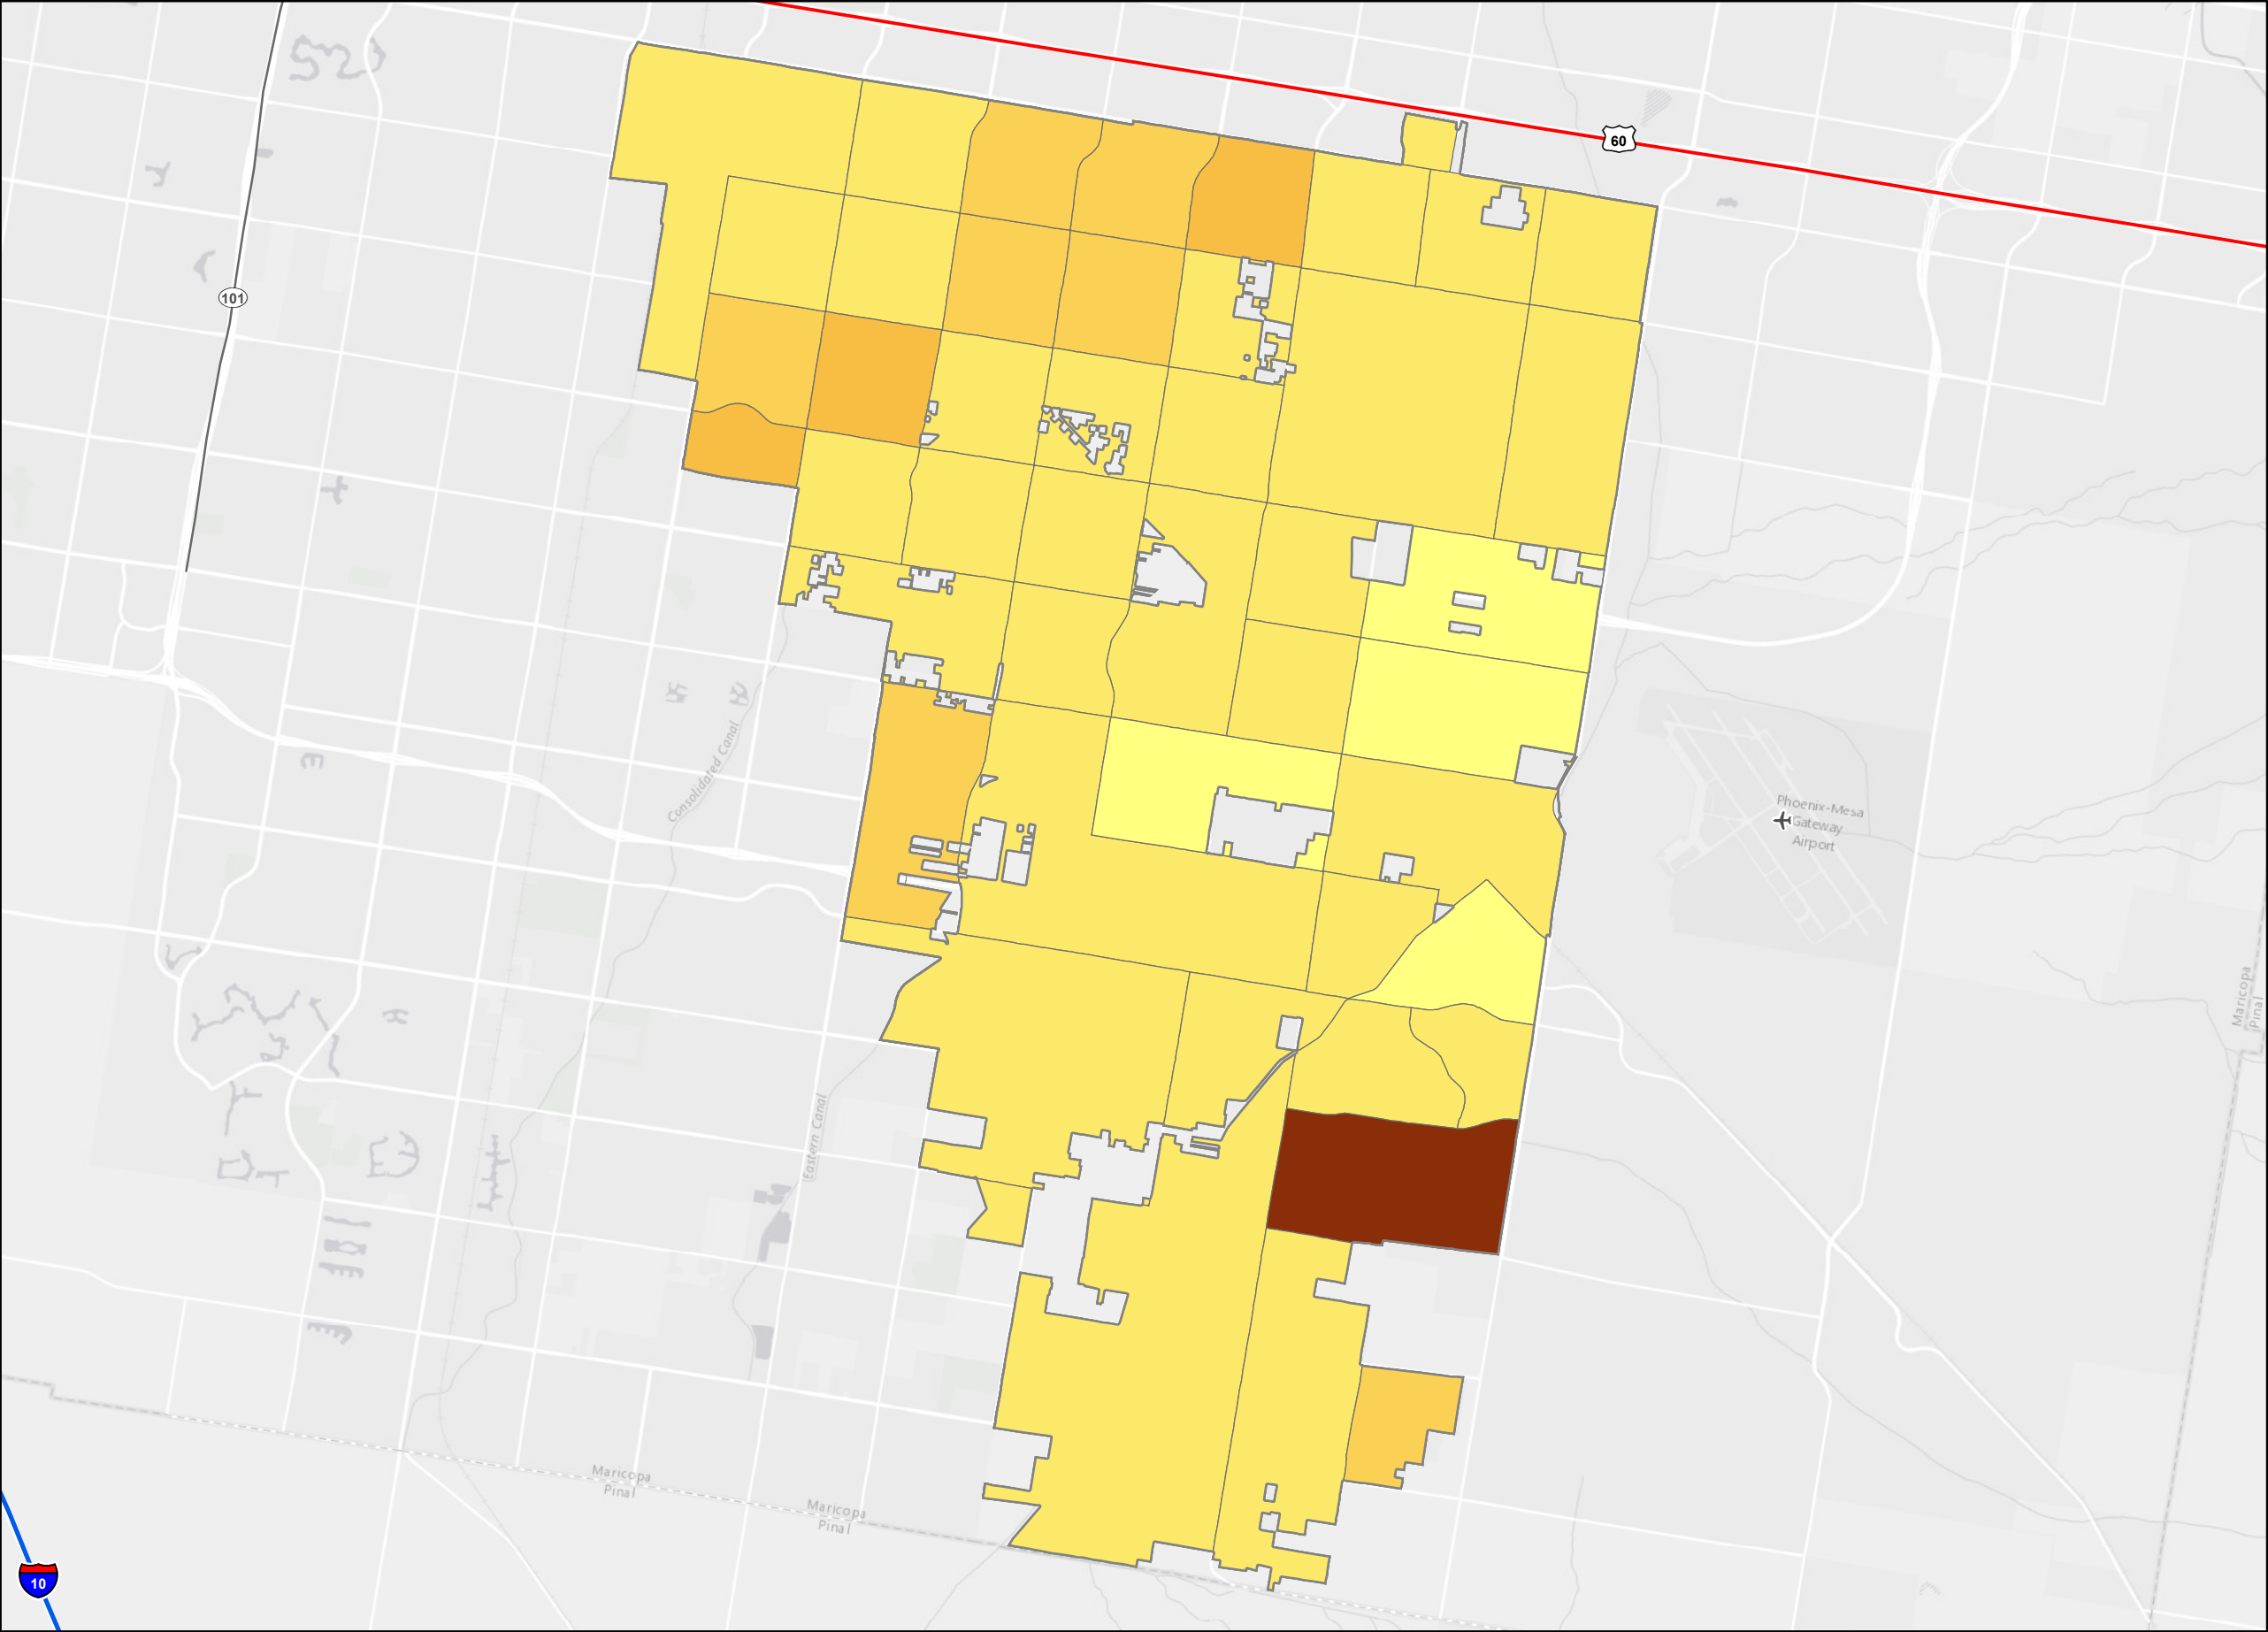 60
101
Consolidated Canal
Phoenix-Mesa
Gateway
Airport
Maricopa
Pinal
Eastern Canal
Maricopa
Pinal
Maricopa
Pinal
10